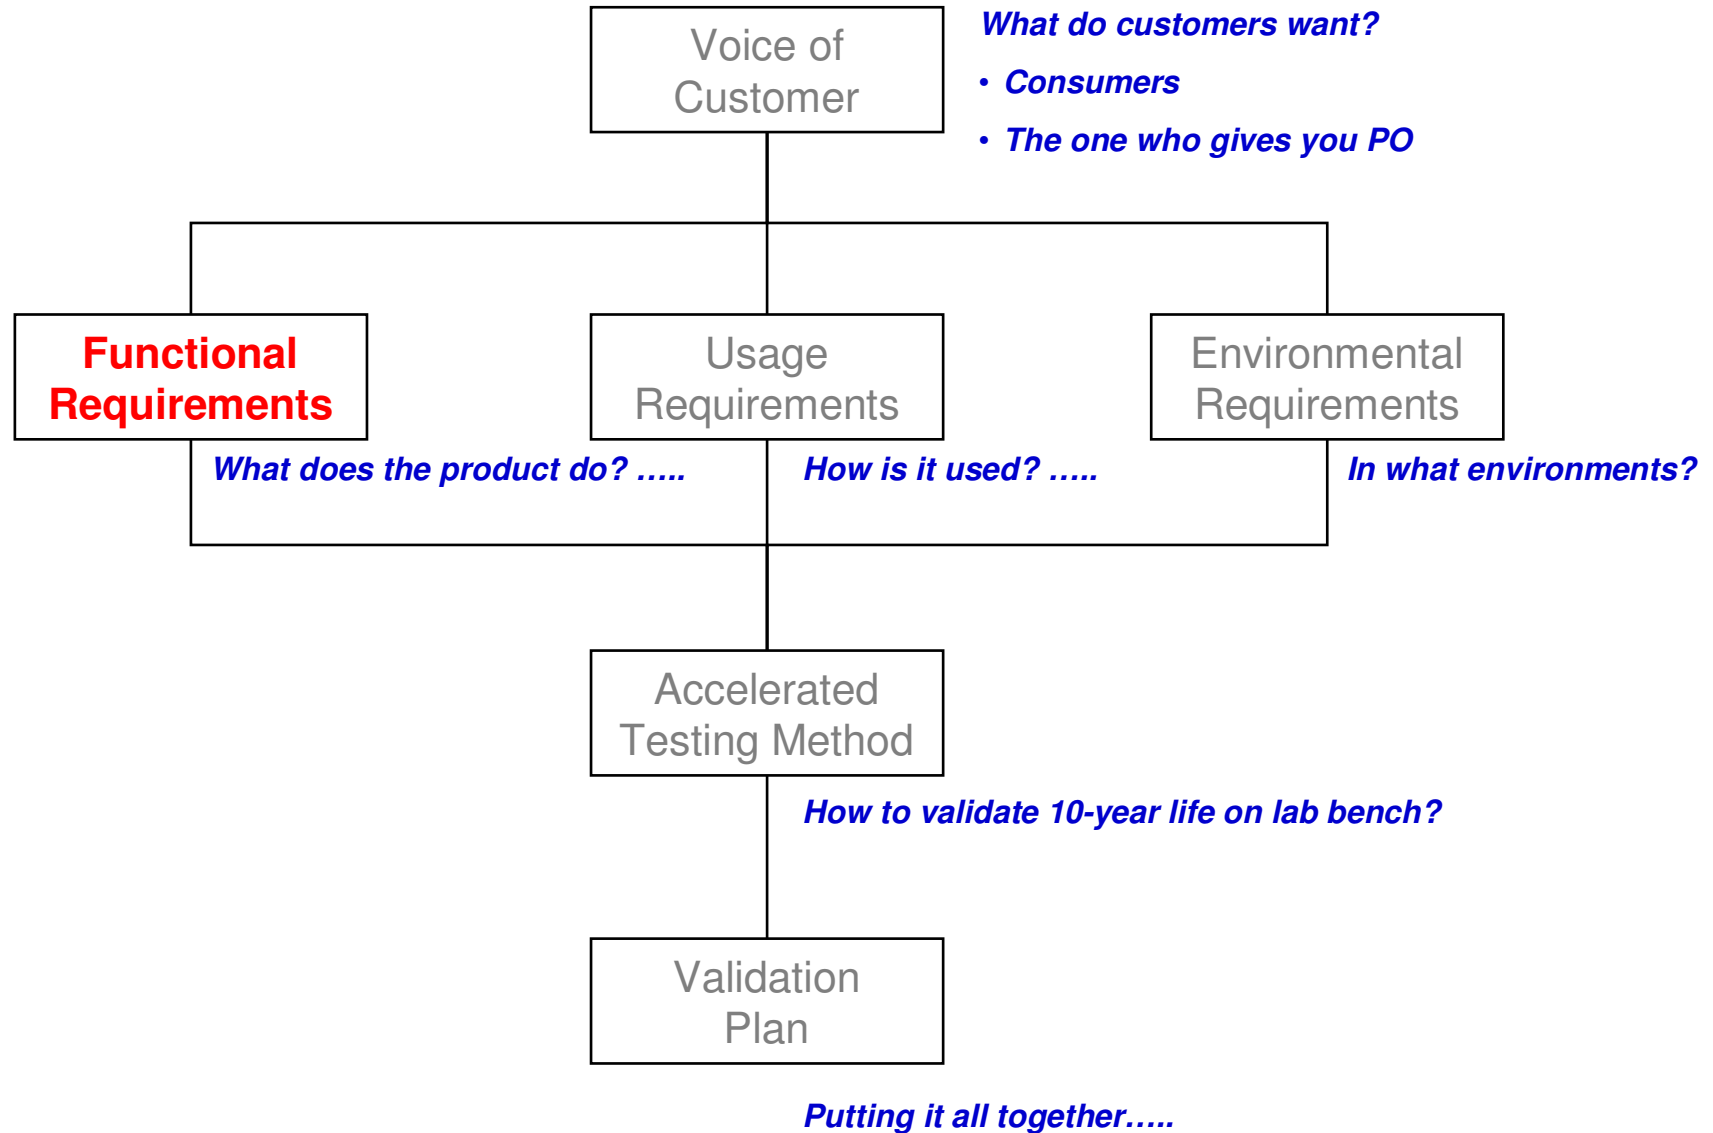 Voice of
Customer
What do customers want?
• Consumers
• The one who gives you PO
Functional
Requirements
Usage
Requirements
Environmental
Requirements
What does the product do? …..
How is it used? …..
In what environments?
Accelerated
Testing Method
How to validate 10-year life on lab bench?
Validation
Plan
Putting it all together…..